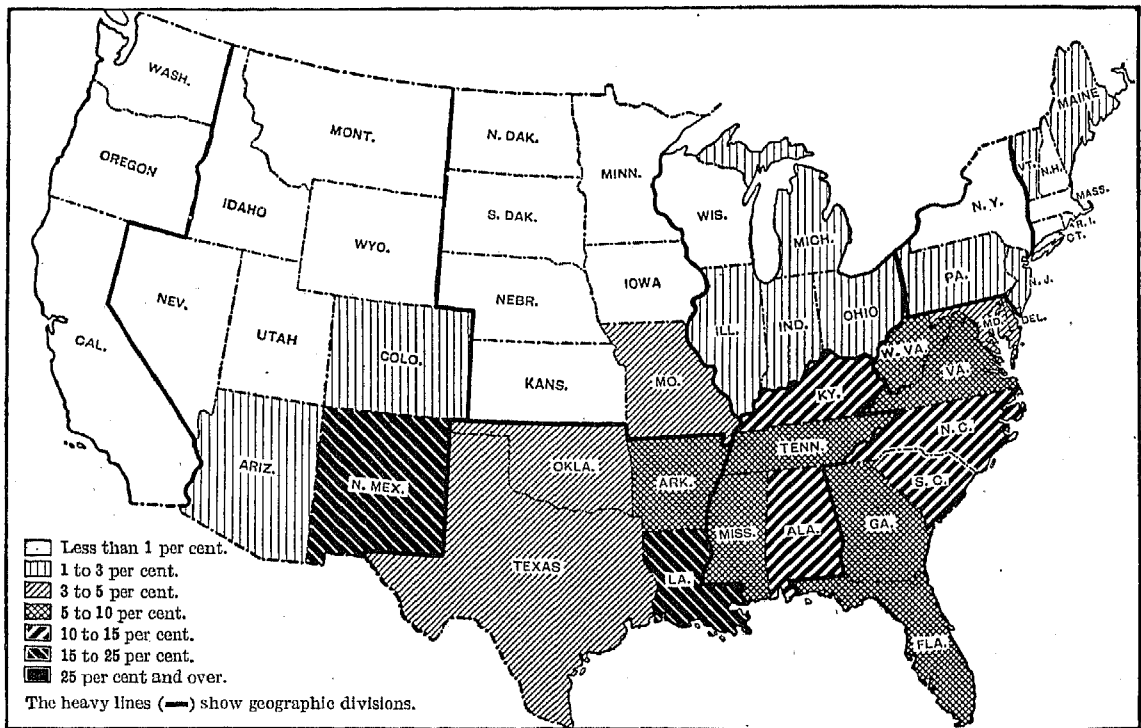 WASH.
MONT.
N. DAK.
MINN.
MAINE
OREGON
IDAHO
S. DAK.
WIS.
MICH.
N.Y.
VT.
N.H.
MASS.
R.I.
CT.
WYO.
NEBR.
IOWA
PA.
N.J.
NEV.
UTAH
COLO.
KANS.
MO.
ILL.
IND.
OHIO
W. VA.
MD.
DEL.
VA.
CAL.
KY.
ARIZ.
N. MEX.
OKLA.
ARK.
TENN.
N.C.
S. C.
TEXAS
LA.
MISS.
ALA.
GA.
FLA.
Less than 1 per cent.
1 to 3 per cent.
3 to 5 per cent.
5 to 10 per cent.
10 to 15 per cent.
15 to 25 per cent.
25 per cent and over.
The heavy lines (━) show geographic divisions.